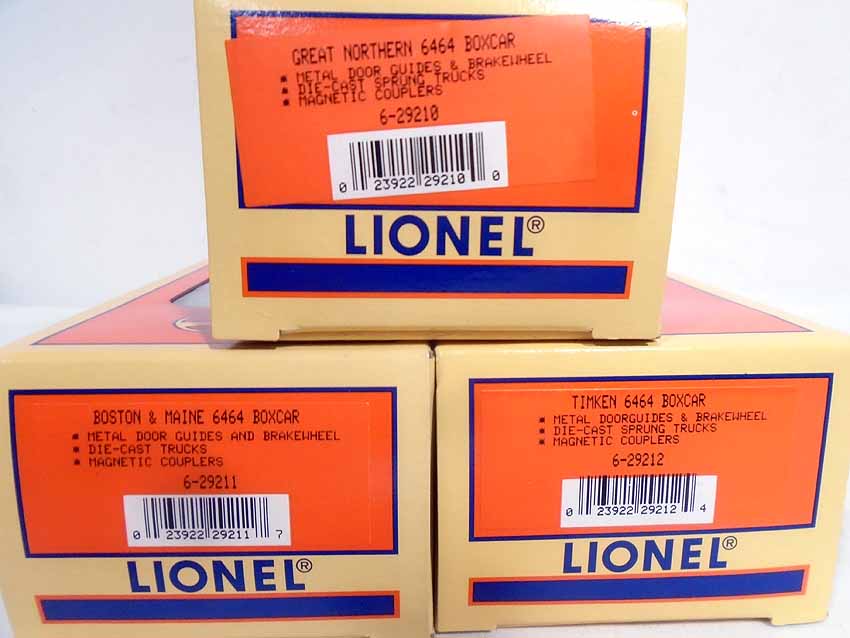 GREAT NORTHERN 6464 BOXCAR
▪ METAL DOOR GUIDES & BRAKEWHEEL
▪ DIE-CAST SPRUNG TRUCKS
▪ MAGNETIC COUPLERS
6-29210
0 23922 29210 0
LIONEL®
BOSTON & MAINE 6464 BOXCAR
▪ METAL DOOR GUIDES AND BRAKEWHEEL
▪ DIE-CAST TRUCKS
▪ MAGNETIC COUPLERS
6-29211
0 23922 29211 7
LIONEL®
TIMKEN 6464 BOXCAR
▪ METAL DOORGUIDES & BRAKEWHEEL
▪ DIE-CAST SPRUNG TRUCKS
▪ MAGNETIC COUPLERS
6-29212
0 23922 29212 4
LIONEL®